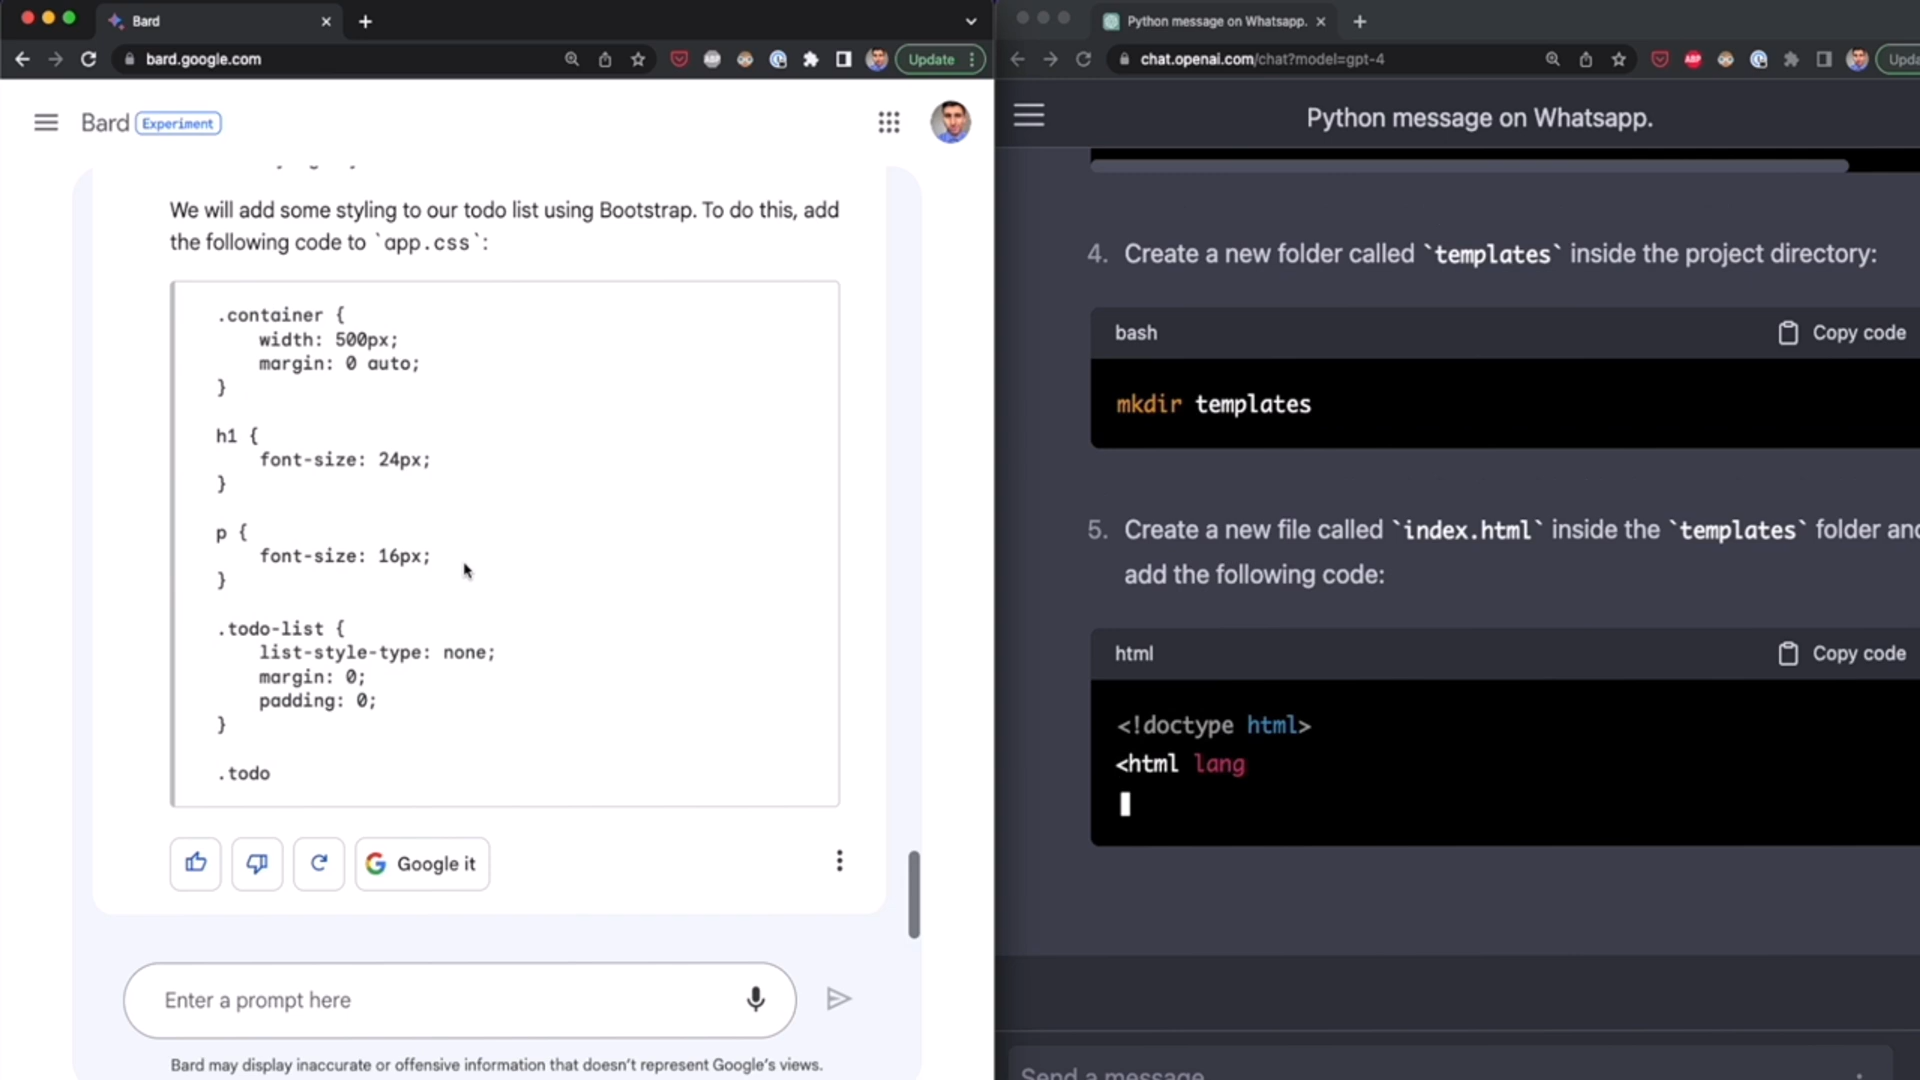 Bard
bard.google.com
Update
Bard Experiment
We will add some styling to our todo list using Bootstrap. To do this, add
the following code to `app.css`:
.container {
width: 500px;
margin: 0 auto;
}
h1 {
font-size: 24px;
}
p {
font-size: 16px;
}
.todo-list {
list-style-type: none;
margin: 0;
padding: 0;
}
.todo
Google it
Enter a prompt here
Bard may display inaccurate or offensive information that doesn't represent Google's views.
Python message on Whatsapp.
chat.openai.com/chat?model=gpt-4
ABP
Upda
Python message on Whatsapp.
4. Create a new folder called `templates` inside the project directory:
bash
Copy code
mkdir templates
5. Create a new file called `index.html` inside the `templates` folder and
add the following code:
html
Copy code
<!doctype html>
<html lang
Send a message